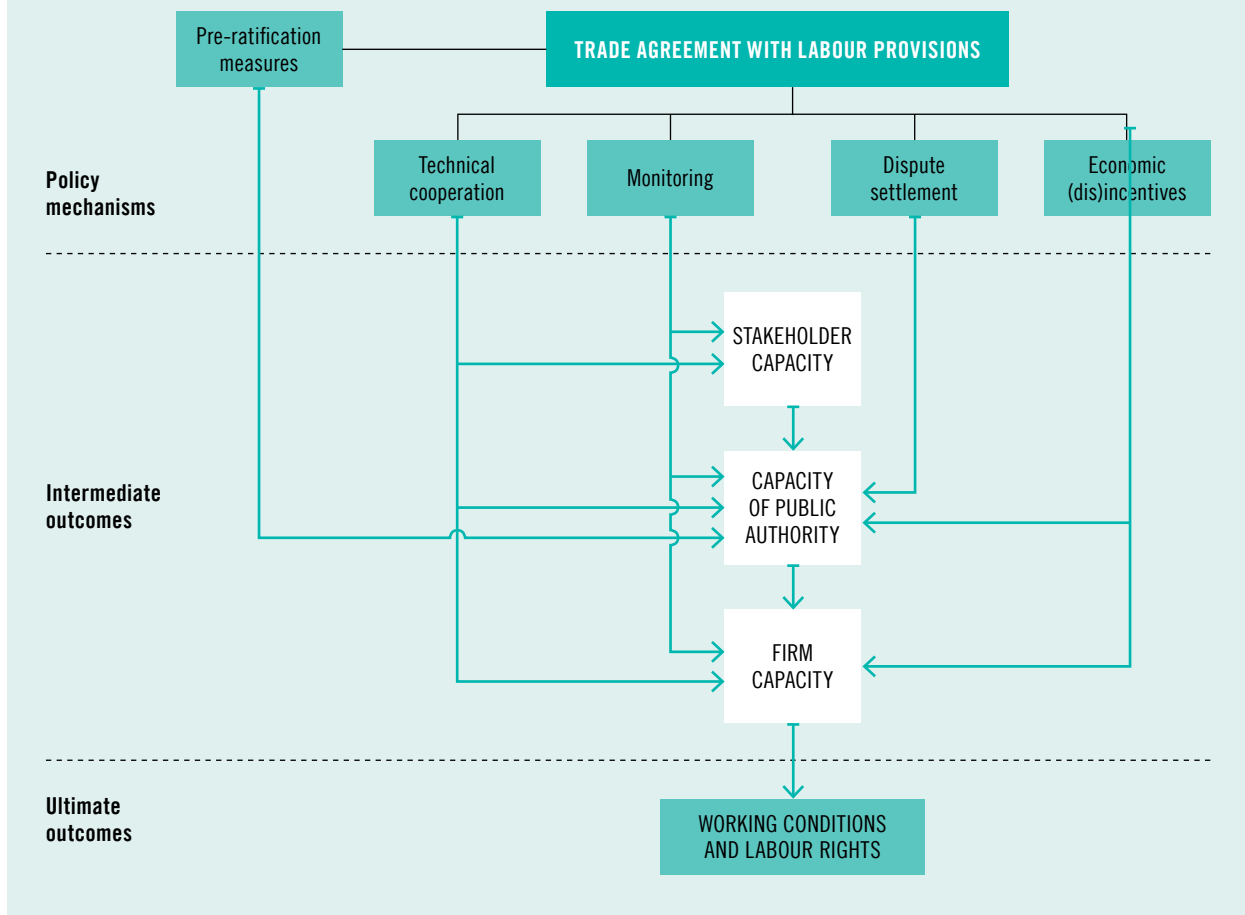 Pre-ratification
measures
TRADE AGREEMENT WITH LABOUR PROVISIONS
Policy
mechanisms
Technical
cooperation
Monitoring
Dispute
settlement
Economic
(dis)incentives
STAKEHOLDER
CAPACITY
Intermediate
outcomes
CAPACITY
OF PUBLIC
AUTHORITY
FIRM
CAPACITY
Ultimate
outcomes
WORKING CONDITIONS
AND LABOUR RIGHTS